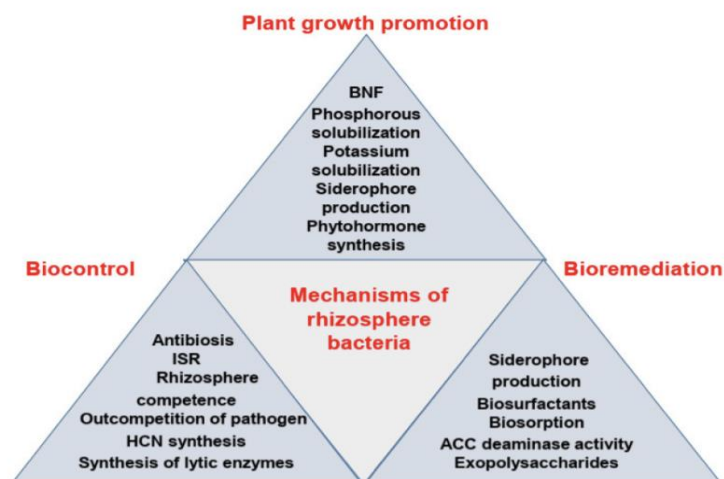 Plant growth promotion
BNF
Phosphorous
solubilization
Potassium
solubilization
Siderophore
production
Phytohormone
synthesis
Biocontrol
Bioremediation
Mechanisms of
rhizosphere
bacteria
Antibiosis
ISR
Rhizosphere
competence
Outcompetition of pathogen
HCN synthesis
Synthesis of lytic enzymes
Siderophore
production
Biosurfactants
Biosorption
ACC deaminase activity
Exopolysaccharides